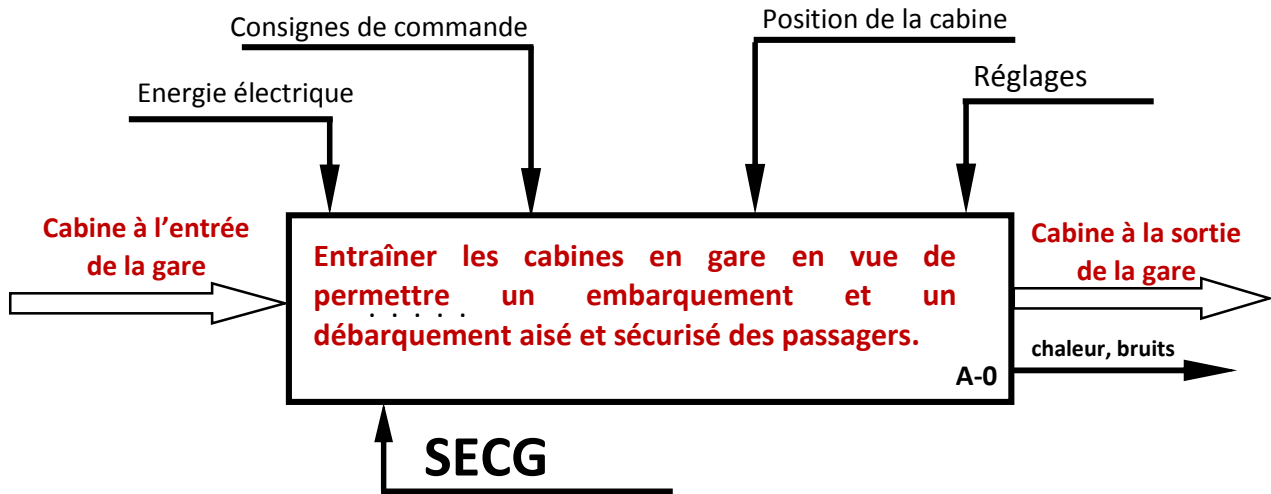 Consignes de commande
Position de la cabine
Energie électrique
Réglages
Cabine à l'entrée
de la gare
Entraîner les cabines en gare en vue de
permettre un embarquement et un
. . . . .
débarquement aisé et sécurisé des passagers.
A-0
Cabine à la sortie
de la gare
chaleur, bruits
SECG